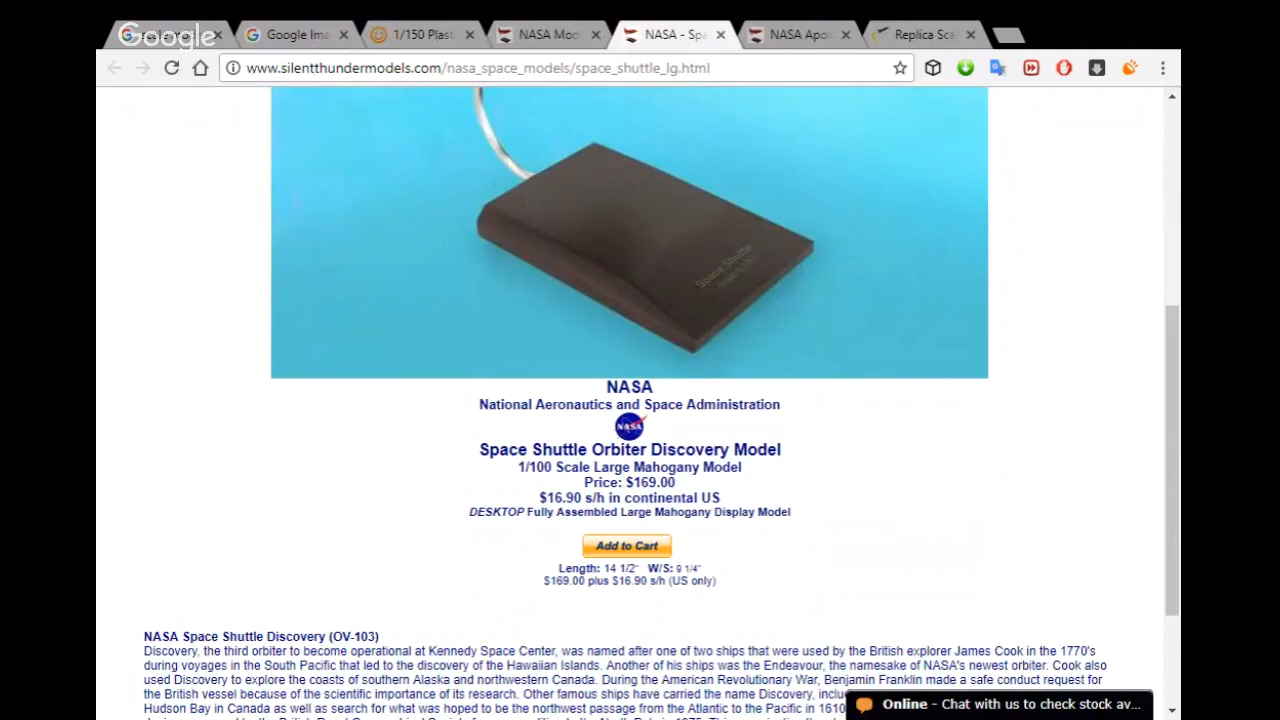 Google
Google Ima
1/150 Plast
NASA Mod
NASA - Spa
NASA Apol
Replica Sca
www.silentthundermodels.com/nasa_space_models/space_shuttle_lg.html
Space Shuttle
NASA
National Aeronautics and Space Administration
NASA
Space Shuttle Orbiter Discovery Model
1/100 Scale Large Mahogany Model
Price: $169.00
$16.90 s/h in continental US
DESKTOP Fully Assembled Large Mahogany Display Model
Add to Cart
Length: 14 1/2" W/S: 9 1/4"
$169.00 plus $16.90 s/h (US only)
NASA Space Shuttle Discovery (OV-103)
Discovery, the third orbiter to become operational at Kennedy Space Center, was named after one of two ships that were used by the British explorer James Cook in the 1770's
during voyages in the South Pacific that led to the discovery of the Hawaiian Islands. Another of his ships was the Endeavour, the namesake of NASA's newest orbiter. Cook also
used Discovery to explore the coasts of southern Alaska and northwestern Canada. During the American Revolutionary War, Benjamin Franklin made a safe conduct request for
the British vessel because of the scientific importance of its research. Other famous ships have carried the name Discovery, inclu
Hudson Bay in Canada as well as search for what was hoped to be the northwest passage from the Atlantic to the Pacific in 1610
Online - Chat with us to check stock av...